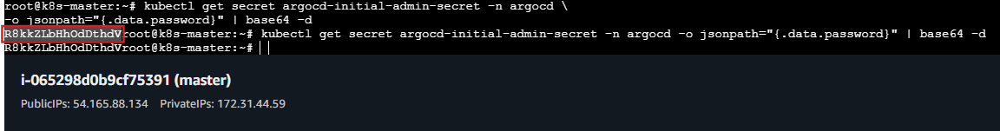 root@k8s-master:~# kubectl get secret argocd-initial-admin-secret -n argocd \
-o jsonpath="{.data.password}" | base64 -d
R8kkZLbHhOdDthdVroot@k8s-master:~# kubectl get secret argocd-initial-admin-secret -n argocd -o jsonpath="{.data.password}" | base64 -d
R8kkZLbHhOdDthdVroot@k8s-master:~#
i-065298d0b9cf75391 (master)
PublicIPs: 54.165.88.134 PrivateIPs: 172.31.44.59